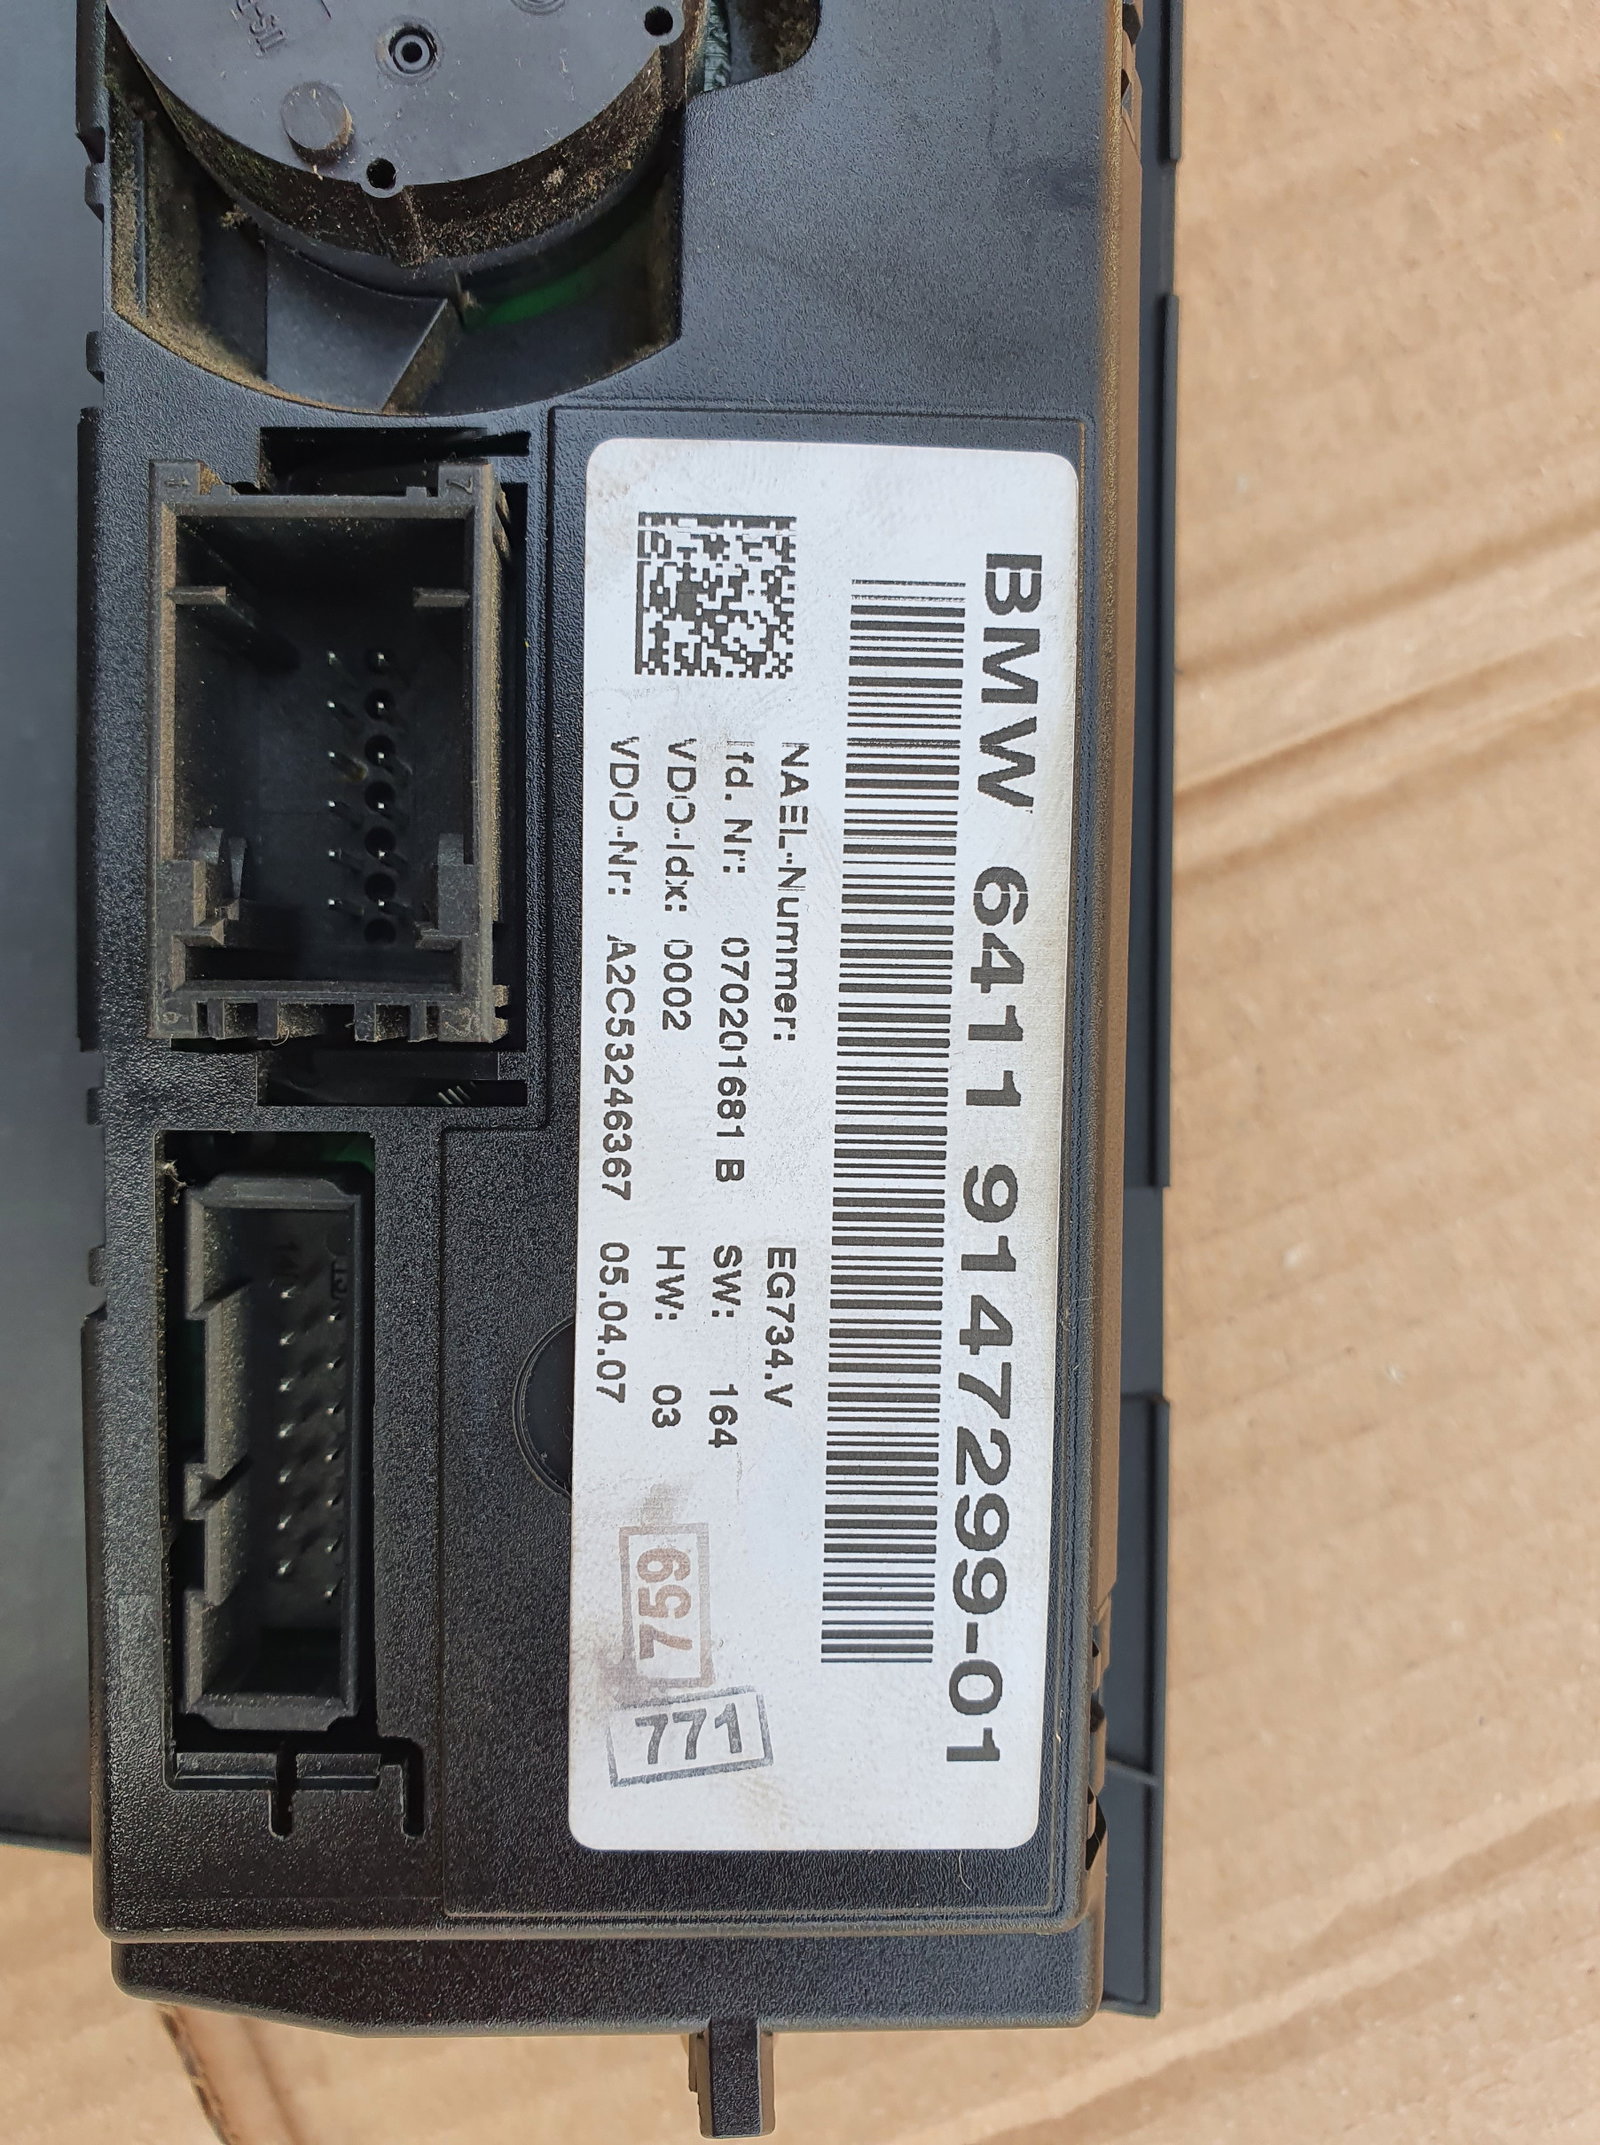 BMW 6411 9147299-01
NAEL-Nummer: EG734.V
lfd. Nr: 070201681 B SW: 164
VDO-Idx: 0002 HW: 03
VDO-Nr: A2C53246367 05.04.07
759
771